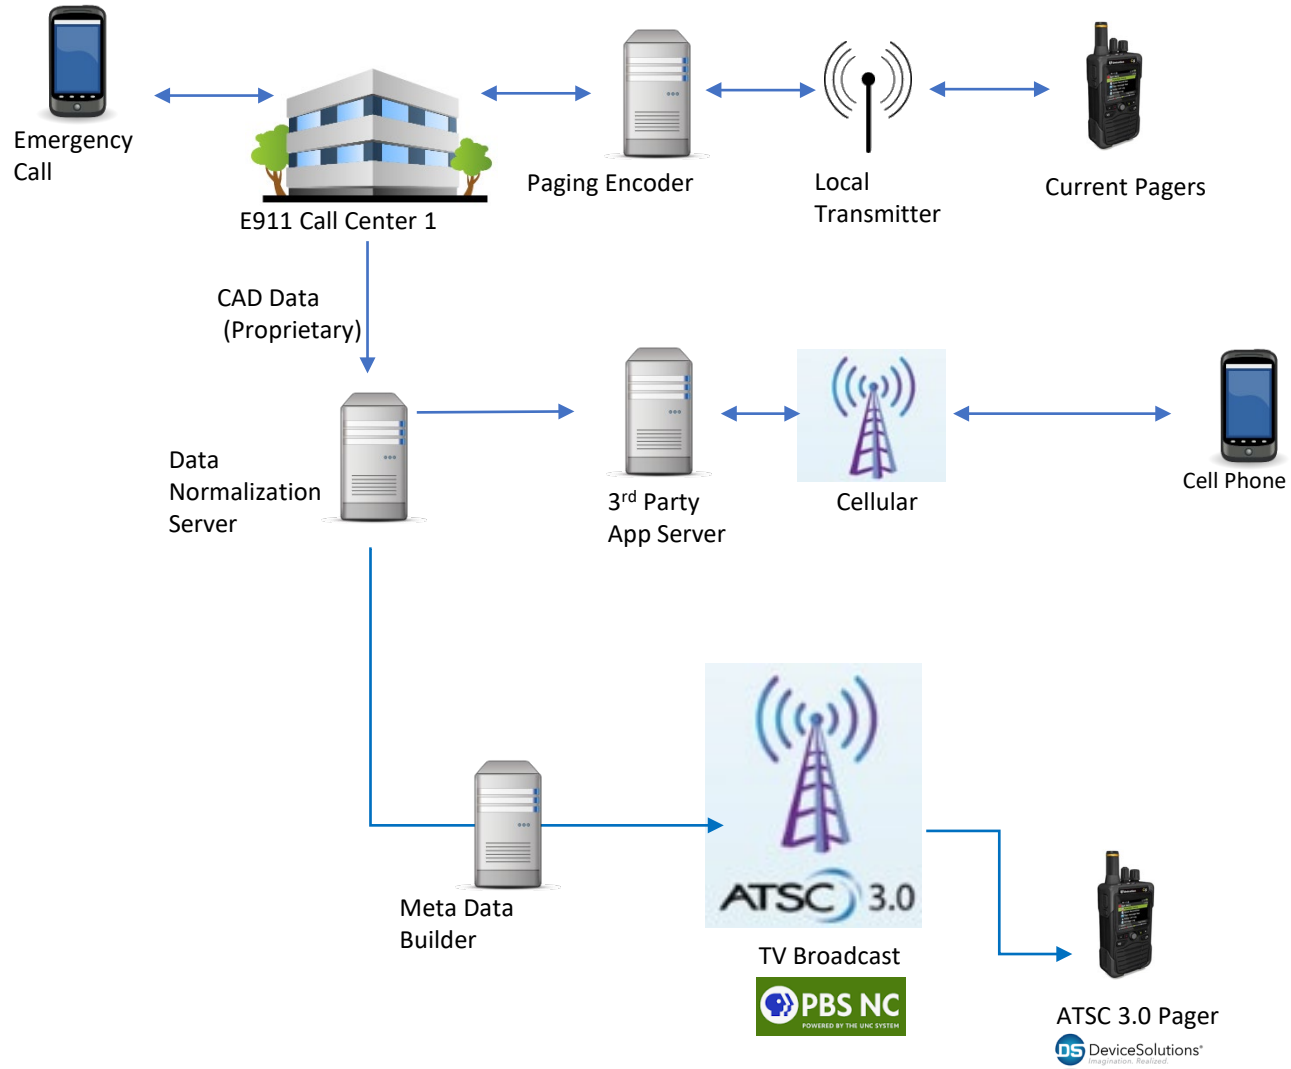 Emergency
Call
E911 Call Center 1
Paging Encoder
Local
Transmitter
Current Pagers
CAD Data
(Proprietary)
Data
Normalization
Server
3rd Party
App Server
Cellular
Cell Phone
Meta Data
Builder
ATSC 3.0
TV Broadcast
PBS NC
POWERED BY THE UNC SYSTEM
ATSC 3.0 Pager
DS DeviceSolutions®
Imagination. Realized.